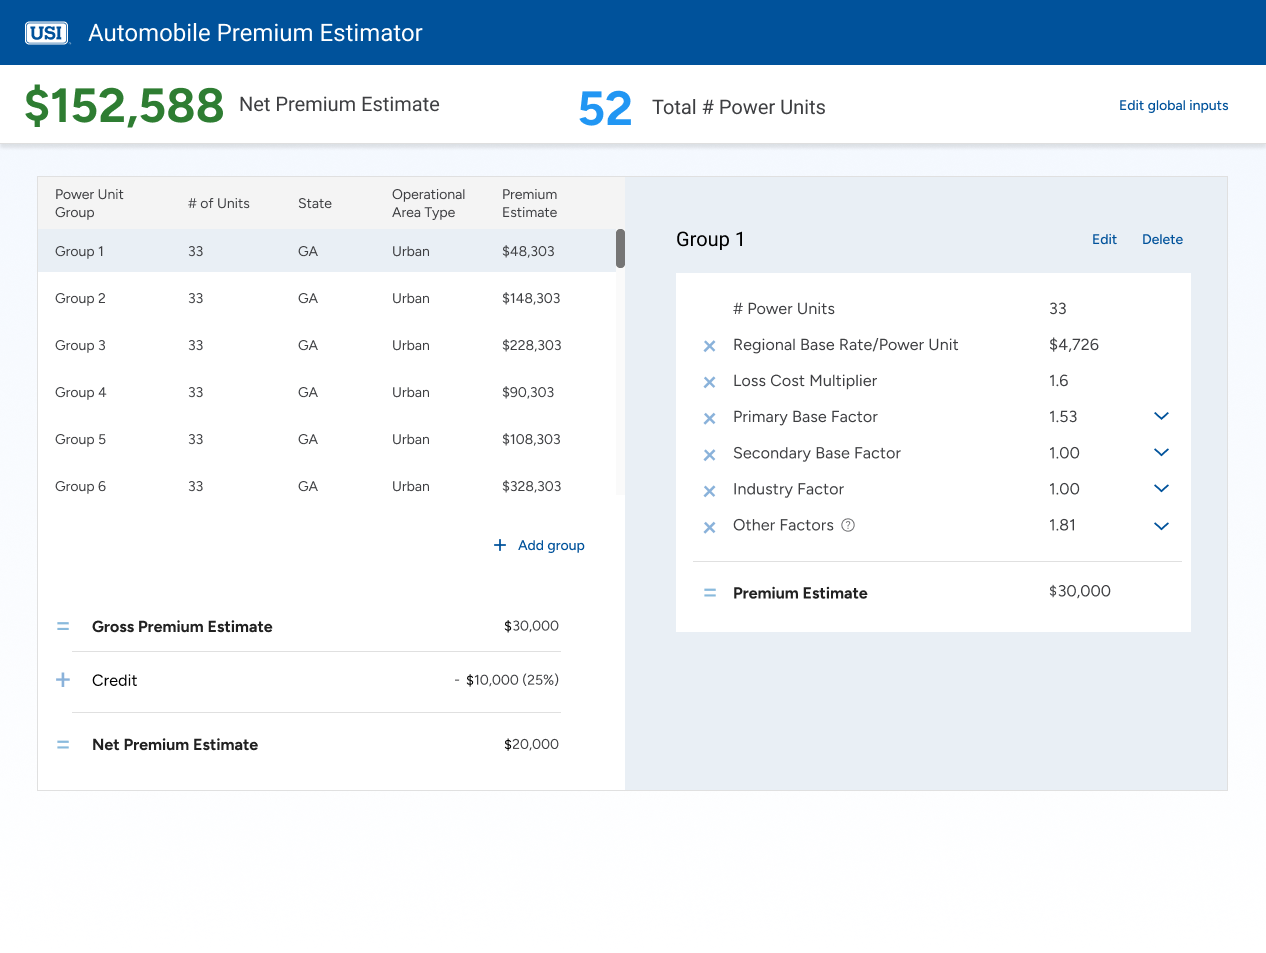 USI Automobile Premium Estimator
$152,588 Net Premium Estimate 52 Total # Power Units Edit global inputs
Power Unit Group # of Units State Operational Area Type Premium Estimate
Group 1 33 GA Urban $48,303
Group 2 33 GA Urban $148,303
Group 3 33 GA Urban $228,303
Group 4 33 GA Urban $90,303
Group 5 33 GA Urban $108,303
Group 6 33 GA Urban $328,303
+ Add group
= Gross Premium Estimate $30,000
+ Credit - $10,000 (25%)
= Net Premium Estimate $20,000
Group 1 Edit Delete
# Power Units 33
× Regional Base Rate/Power Unit $4,726
× Loss Cost Multiplier 1.6
× Primary Base Factor 1.53
× Secondary Base Factor 1.00
× Industry Factor 1.00
× Other Factors ? 1.81
= Premium Estimate $30,000